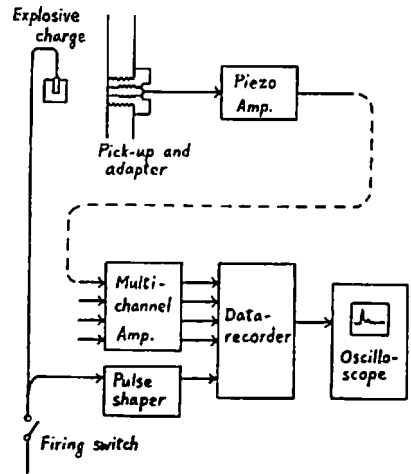 Explosive
charge
Piezo
Amp.
Pick-up and
adapter
Multi-
channel
Amp.
Data-
recorder
Oscillo-
scope
Pulse
shaper
Firing switch